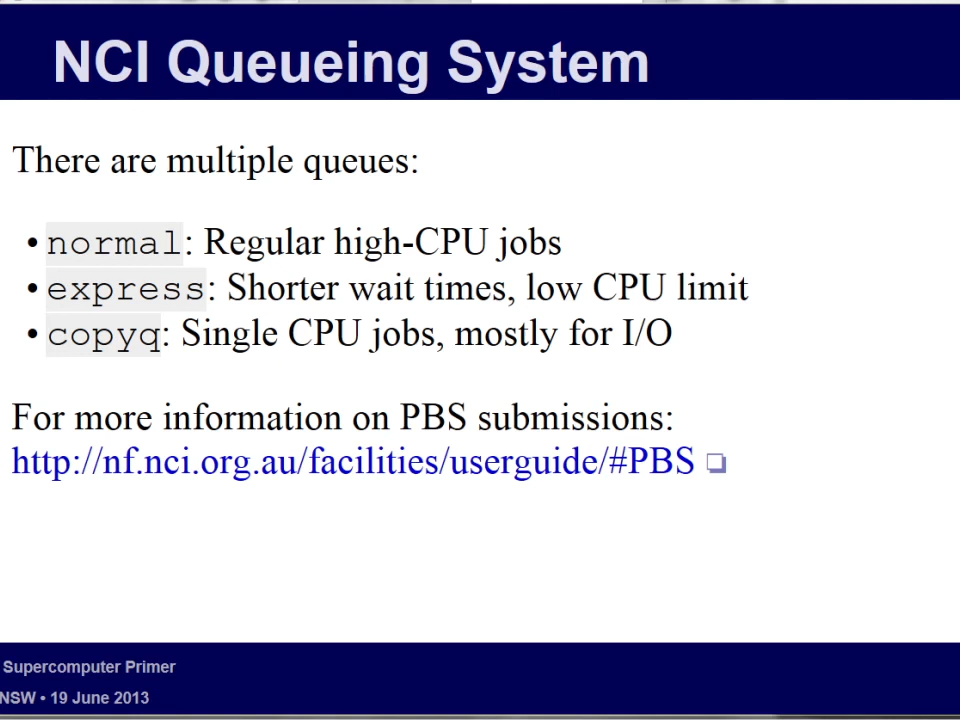 NCI Queueing System
There are multiple queues:
• normal: Regular high-CPU jobs
• express: Shorter wait times, low CPU limit
• copyq: Single CPU jobs, mostly for I/O
For more information on PBS submissions:
http://nf.nci.org.au/facilities/userguide/#PBS
Supercomputer Primer
NSW • 19 June 2013